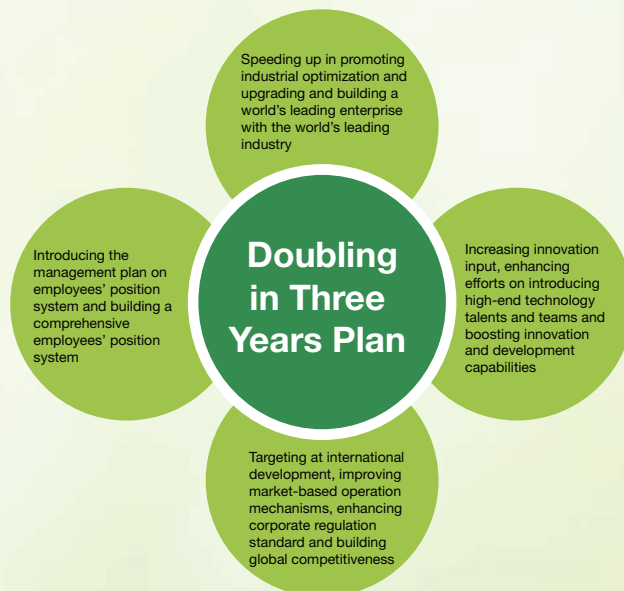 Speeding up in promoting
industrial optimization and
upgrading and building a
world's leading enterprise
with the world's leading
industry
Introducing the
management plan on
employees' position
system and building a
comprehensive
employees' position
system
Doubling
in Three
Years Plan
Increasing innovation
input, enhancing
efforts on introducing
high-end technology
talents and teams and
boosting innovation
and development
capabilities
Targeting at international
development, improving
market-based operation
mechanisms, enhancing
corporate regulation
standard and building
global competitiveness